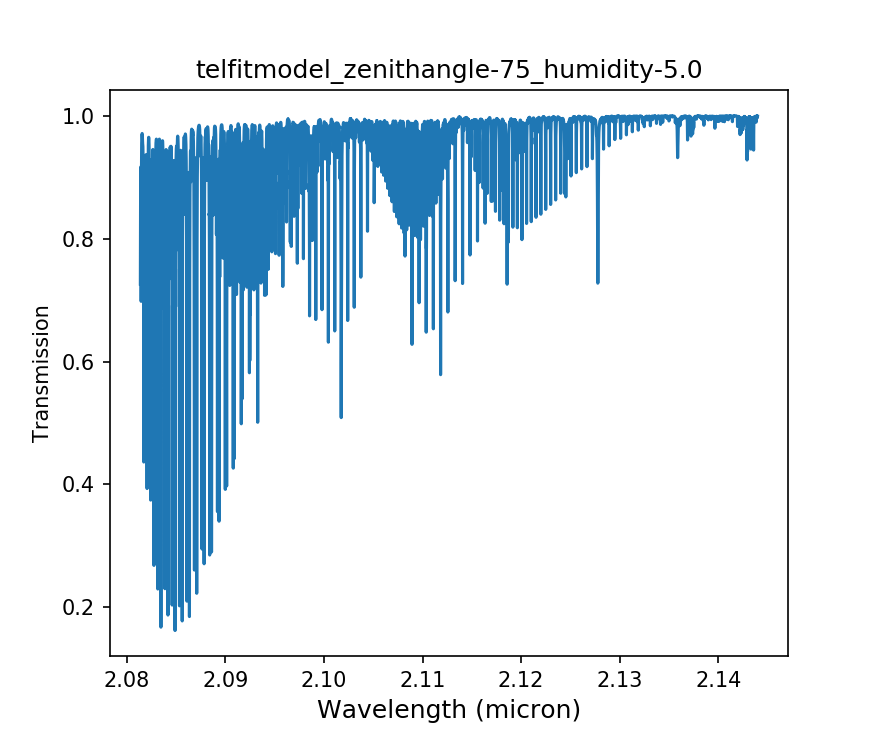 telfitmodel_zenithangle-75_humidity-5.0
1.0
0.8
0.6
0.4
0.2
Transmission
2.08 2.09 2.10 2.11 2.12 2.13 2.14
Wavelength (micron)